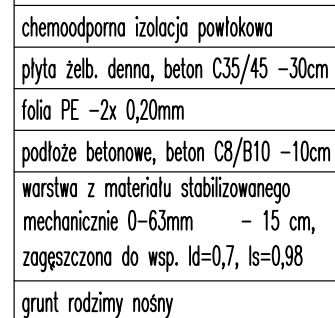 chemoodporna izolacja powłokowa
płyta żelb. denna, beton C35/45 –30cm
folia PE –2x 0,20mm
podłoże betonowe, beton C8/B10 –10cm
warstwa z materiału stabilizowanego
mechanicznie 0–63mm – 15 cm,
zagęszczona do wsp. Id=0,7, Is=0,98
grunt rodzimy nośny